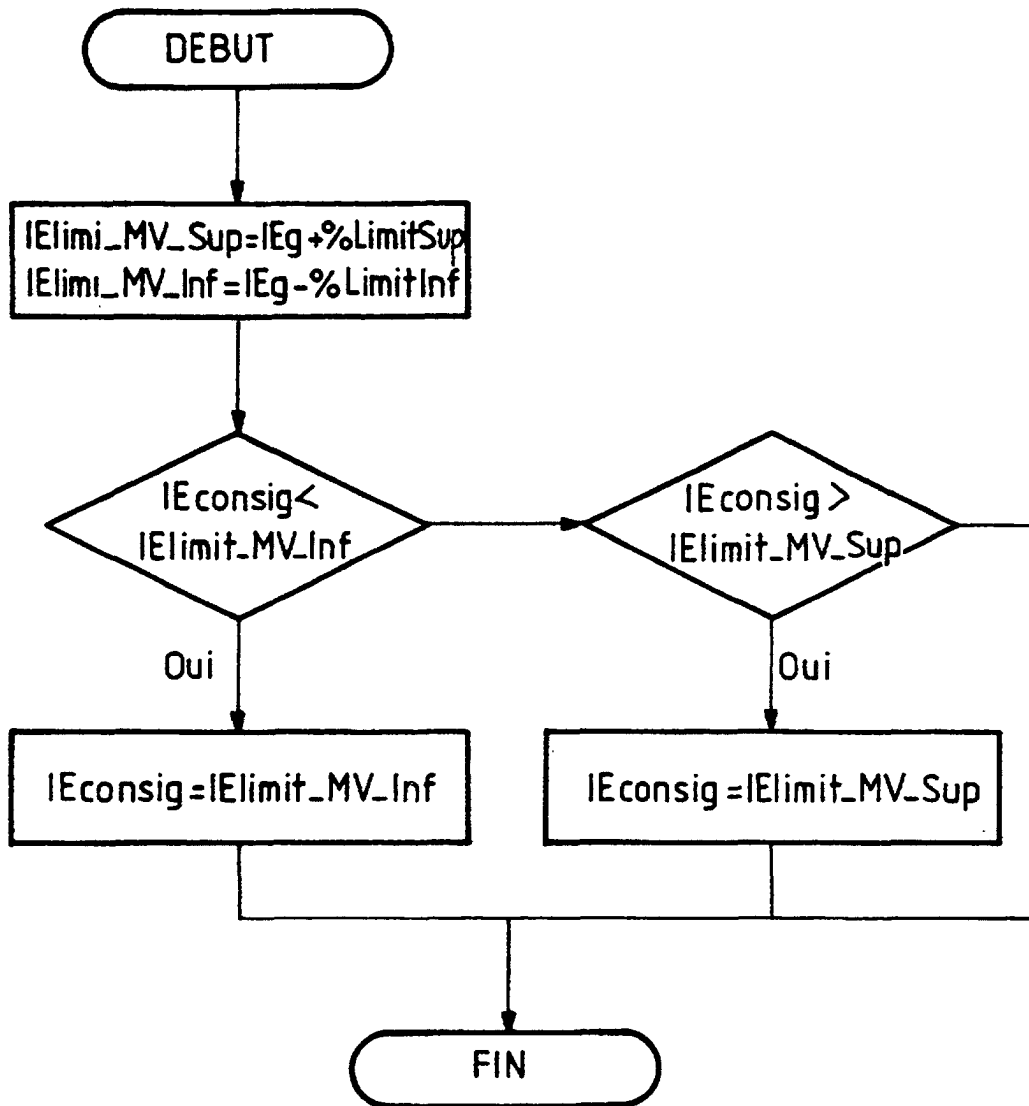 DEBUT
IElimi_MV_Sup=IEg+%LimitSup
IElimi_MV_Inf=IEg-%LimitInf
IEconsig<
IElimit_MV_Inf
IEconsig>
IElimit_MV_Sup
Oui
Oui
IEconsig=IElimit_MV_Inf
IEconsig=IElimit_MV_Sup
FIN